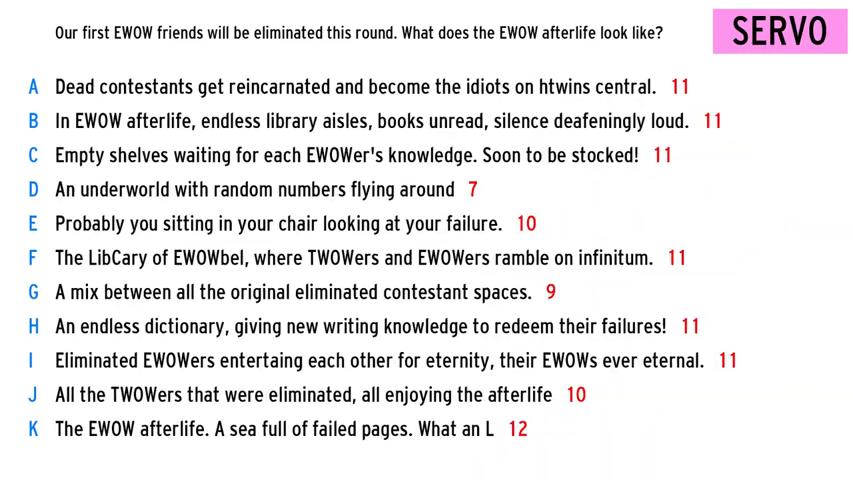 Our first EWOW friends will be eliminated this round. What does the EWOW afterlife look like?
SERVO
A Dead contestants get reincarnated and become the idiots on htwins central. 11
B In EWOW afterlife, endless library aisles, books unread, silence deafeningly loud. 11
C Empty shelves waiting for each EWOWer's knowledge. Soon to be stocked! 11
D An underworld with random numbers flying around 7
E Probably you sitting in your chair looking at your failure. 10
F The LibCary of EWOWbel, where TWOWers and EWOWers ramble on infinitum. 11
G A mix between all the original eliminated contestant spaces. 9
H An endless dictionary, giving new writing knowledge to redeem their failures! 11
I Eliminated EWOWers entertaing each other for eternity, their EWOWs ever eternal. 11
J All the TWOWers that were eliminated, all enjoying the afterlife 10
K The EWOW afterlife. A sea full of failed pages. What an L 12